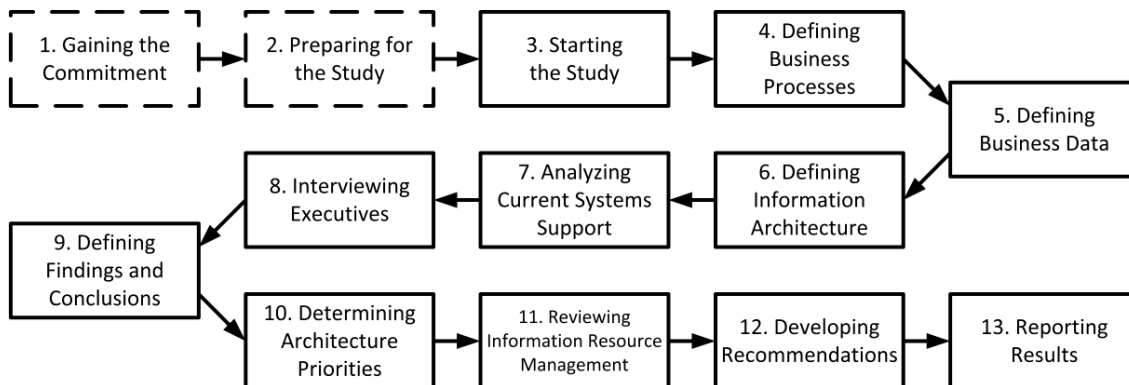 1. Gaining the
Commitment
2. Preparing for
the Study
3. Starting
the Study
4. Defining
Business
Processes
5. Defining
Business Data
6. Defining
Information
Architecture
7. Analyzing
Current Systems
Support
8. Interviewing
Executives
9. Defining
Findings and
Conclusions
10. Determining
Architecture
Priorities
11. Reviewing
Information Resource
Management
12. Developing
Recommendations
13. Reporting
Results